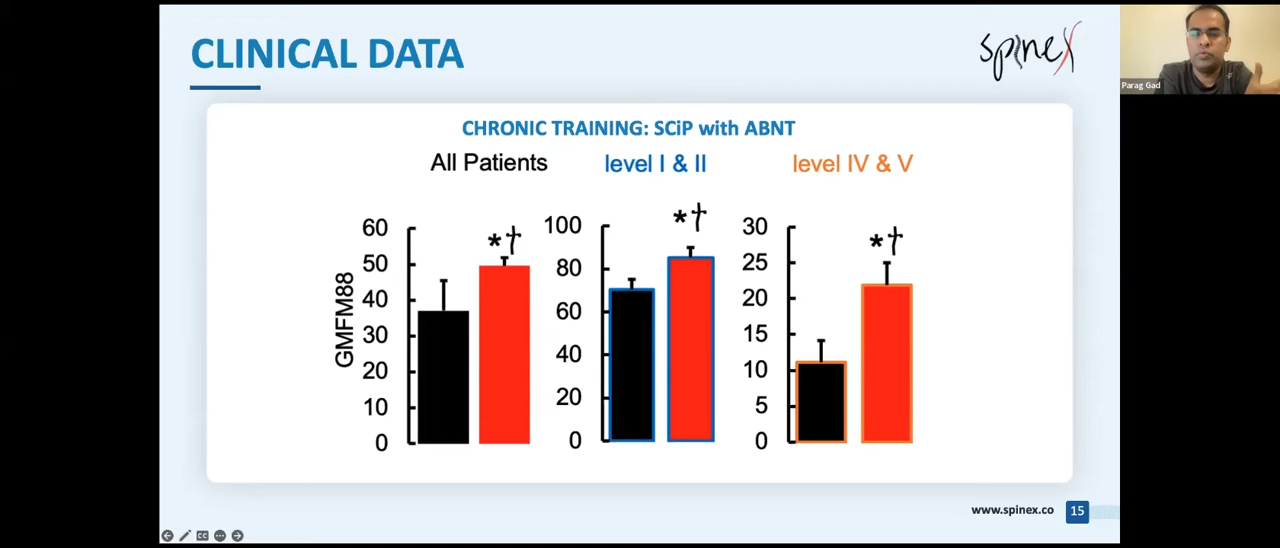 CLINICAL DATA
spinex
Parag Gad
CHRONIC TRAINING: SCiP with ABNT
All Patients
level I & II
level IV & V
GMFM88
60
50
40
30
20
10
0
*†
100
80
60
40
20
0
*†
30
25
20
15
10
5
0
*†
www.spinex.co
15
CC